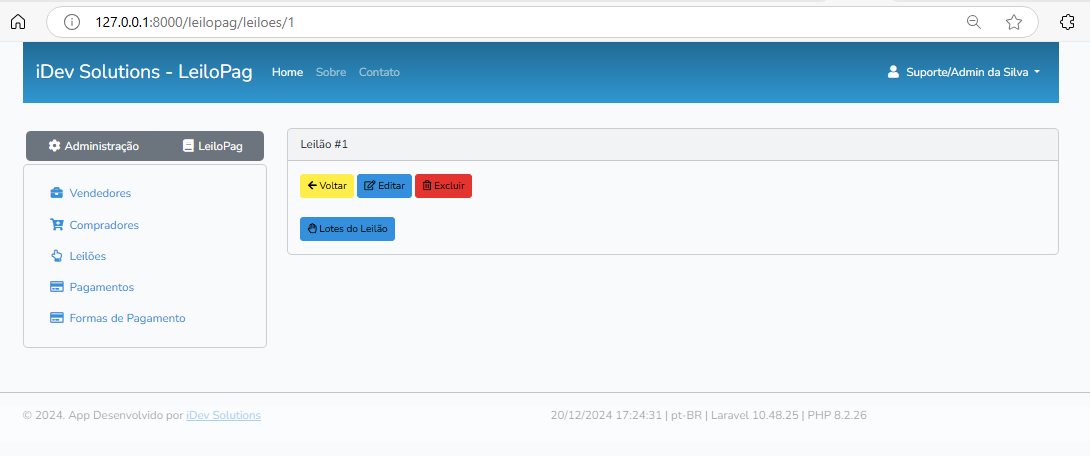 127.0.0.1:8000/leilopag/leiloes/1
iDev Solutions - LeiloPag Home Sobre Contato Suporte/Admin da Silva
Administração LeiloPag
Vendedores
Compradores
Leilões
Pagamentos
Formas de Pagamento
Leilão #1
Voltar Editar Excluir
Lotes do Leilão
© 2024. App Desenvolvido por iDev Solutions 20/12/2024 17:24:31 | pt-BR | Laravel 10.48.25 | PHP 8.2.26